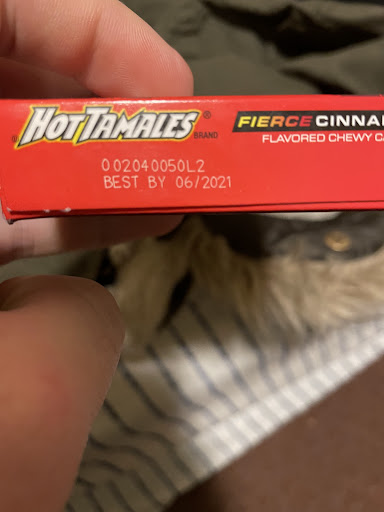 HOT TAMALES® BRAND
FIERCE CINNA
FLAVORED CHEWY C
002040050L2
BEST BY 06/2021